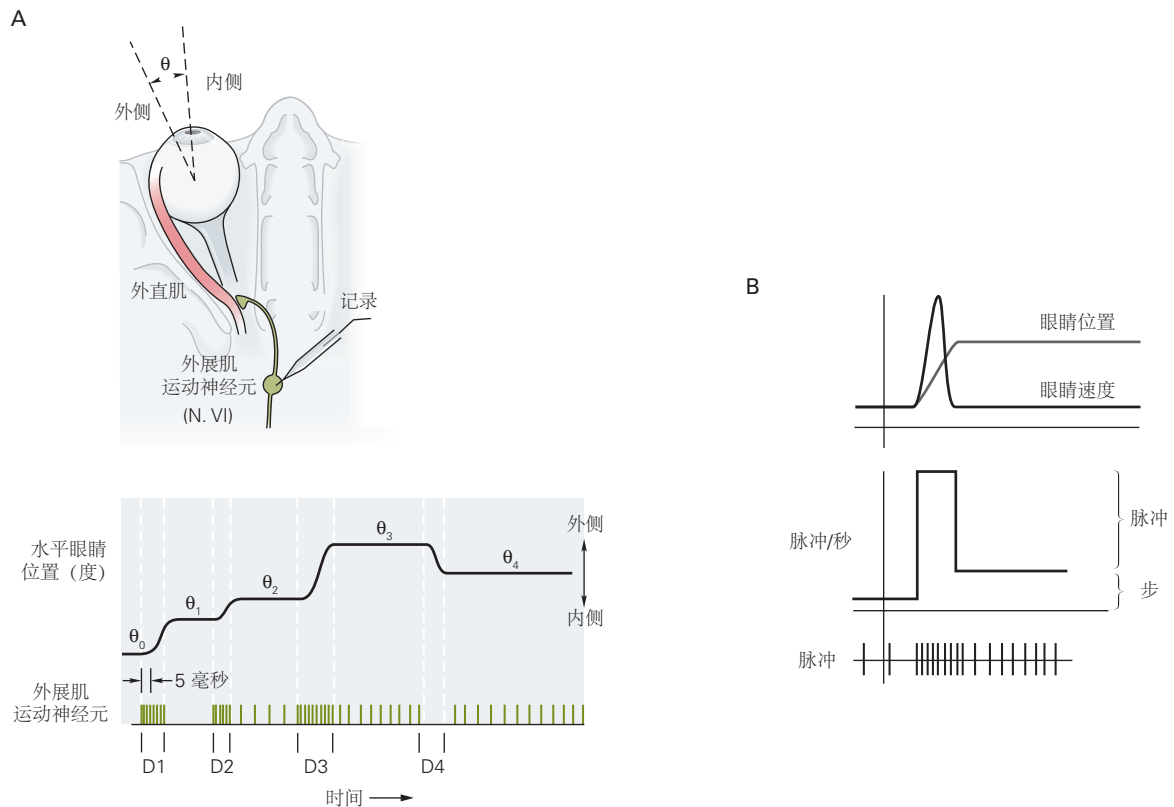 A
θ
内侧
外侧
外直肌
记录
外展肌
运动神经元
(N. VI)
水平眼睛
位置（度）
θ0
θ1
θ2
θ3
θ4
外侧
内侧
5 毫秒
外展肌
运动神经元
D1 D2 D3 D4
时间
B
眼睛位置
眼睛速度
脉冲/秒
脉冲
步
脉冲